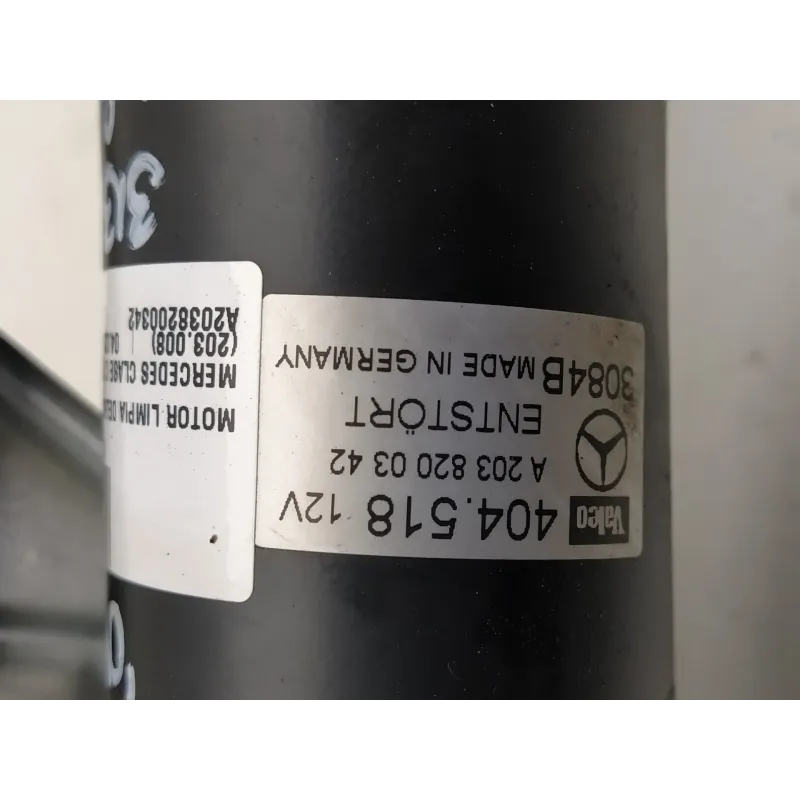 Valeo 404.518 12V
A 203 820 03 42
ENTSTÖRT
3084B MADE IN GERMANY
MOTOR LIMPIA
MERCEDES CLASE
(203.008)
A2038200342